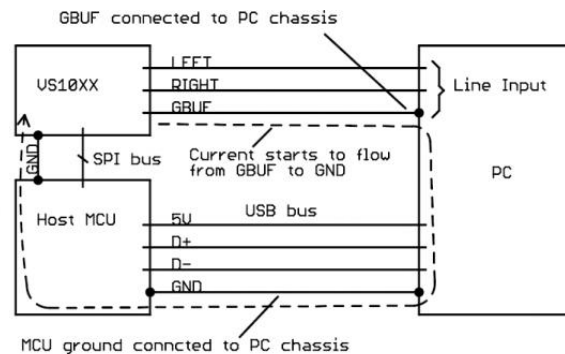 GBUF connected to PC chassis
LEFT
VS10XX
RIGHT
Line Input
GBUF
GND
SPI bus
Current starts to flow
from GBUF to GND
PC
USB bus
Host MCU
5V
D+
D-
GND
MCU ground conncted to PC chassis